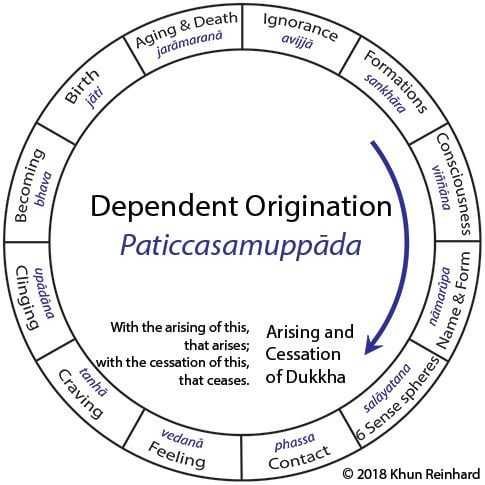 Ignorance
avijjā
Formations
sankhāra
Consciousness
viññāna
Name & Form
nāmarūpa
6 Sense spheres
salāyatana
Contact
phassa
Feeling
vedanā
Craving
tanhā
Clinging
upādāna
Becoming
bhava
Birth
jāti
Aging & Death
jarāmaranā
Dependent Origination
Paticcasamuppāda
With the arising of this,
that arises;
with the cessation of this,
that ceases.
Arising and
Cessation
of Dukkha
© 2018 Khun Reinhard